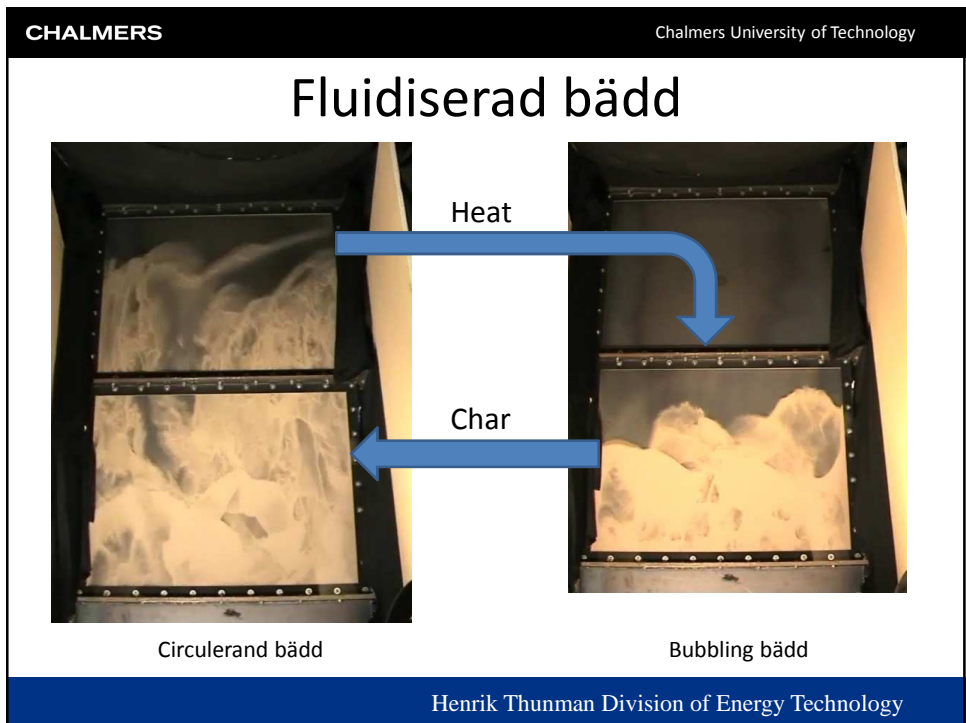 CHALMERS
Chalmers University of Technology
Fluidiserad bädd
Heat
Char
Circulerand bädd
Bubbling bädd
Henrik Thunman Division of Energy Technology